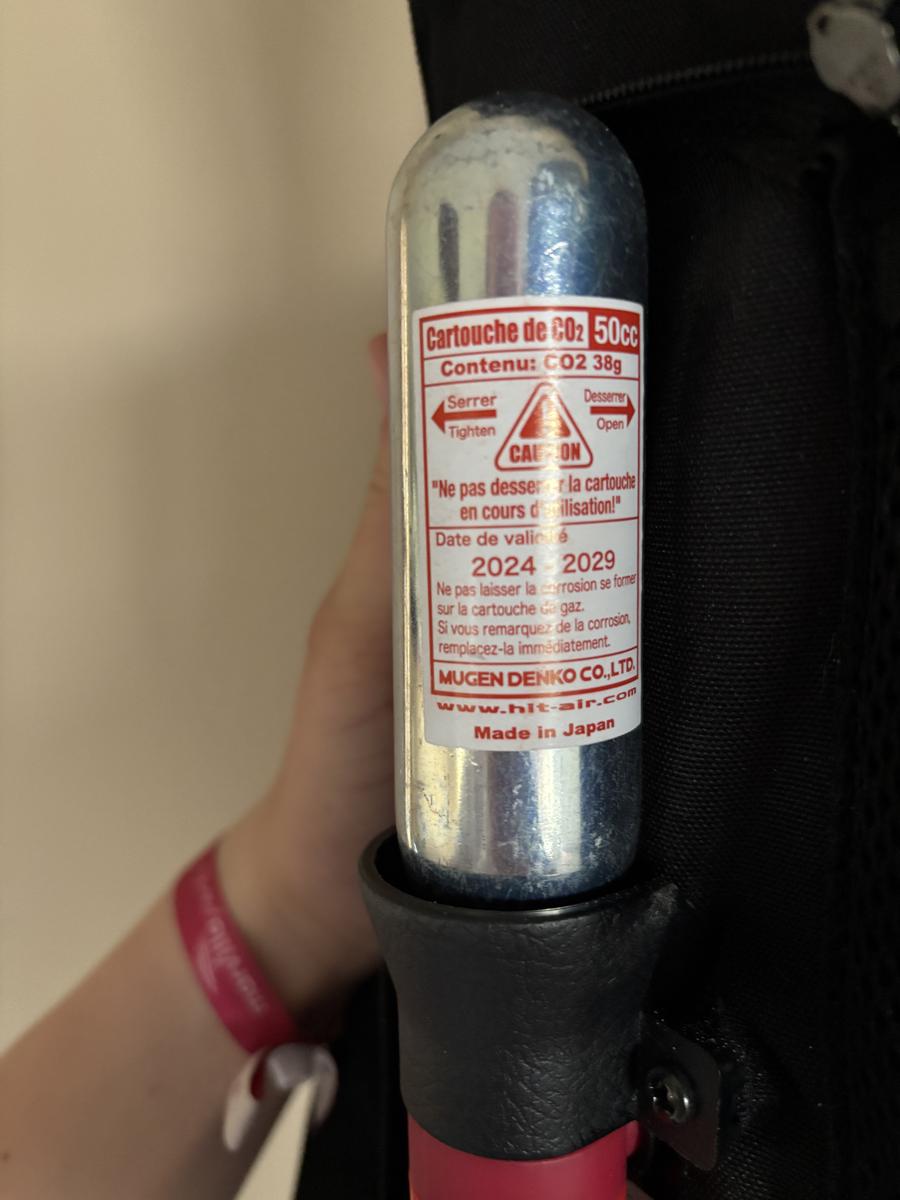 Cartouche de CO2 50cc
Contenu: CO2 38g
Serrer
Desserrer
Tighten
Open
CAUTION
"Ne pas desserrer la cartouche
en cours d'utilisation!"
Date de validité
2024 - 2029
Ne pas laisser la corrosion se former
sur la cartouche de gaz.
Si vous remarquez de la corrosion,
remplacez-la immédiatement.
MUGEN DENKO CO.,LTD.
www.hit-air.com
Made in Japan